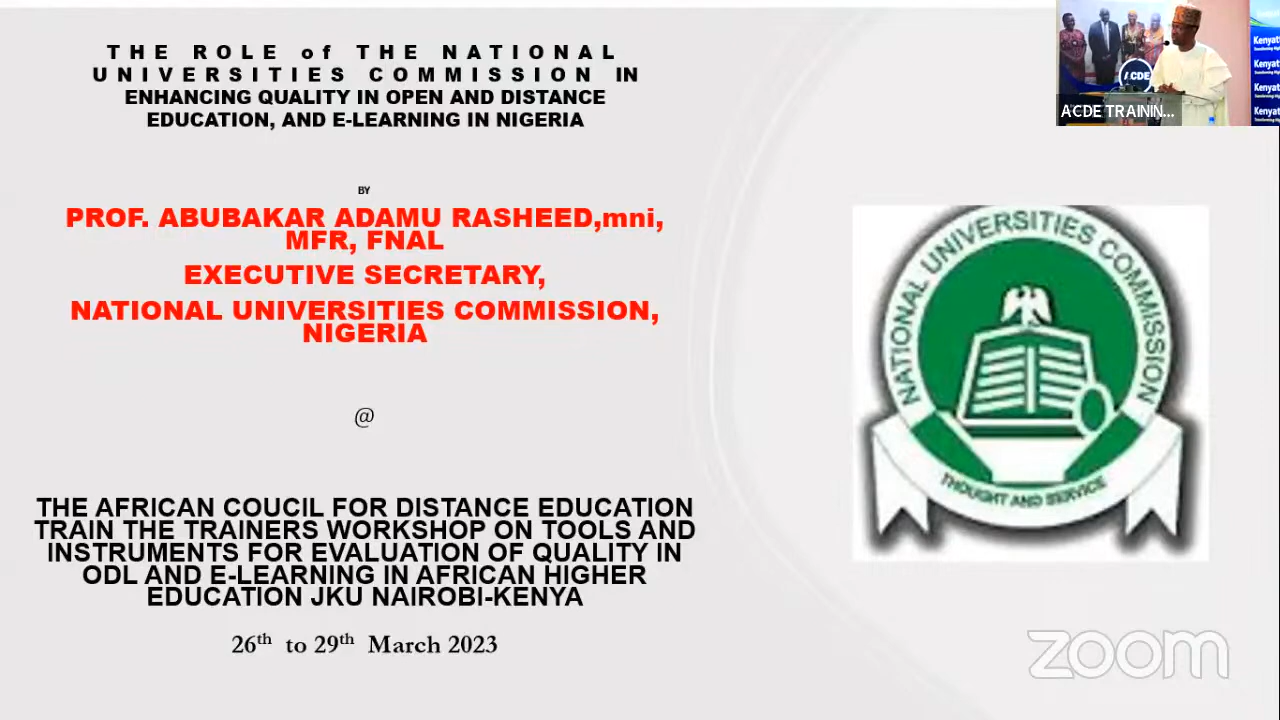 THE ROLE of THE NATIONAL
UNIVERSITIES COMMISSION IN
ENHANCING QUALITY IN OPEN AND DISTANCE
EDUCATION, AND E-LEARNING IN NIGERIA
BY
PROF. ABUBAKAR ADAMU RASHEED,mni,
MFR, FNAL
EXECUTIVE SECRETARY,
NATIONAL UNIVERSITIES COMMISSION,
NIGERIA
@
THE AFRICAN COUCIL FOR DISTANCE EDUCATION
TRAIN THE TRAINERS WORKSHOP ON TOOLS AND
INSTRUMENTS FOR EVALUATION OF QUALITY IN
ODL AND E-LEARNING IN AFRICAN HIGHER
EDUCATION JKU NAIROBI-KENYA
26th to 29th March 2023
ACDE TRAININ...
ACDE
Kenyat
Kenyat
Kenyat
Kenyat
NATIONAL UNIVERSITIES COMMISSION
THOUGHT AND SERVICE
zoom